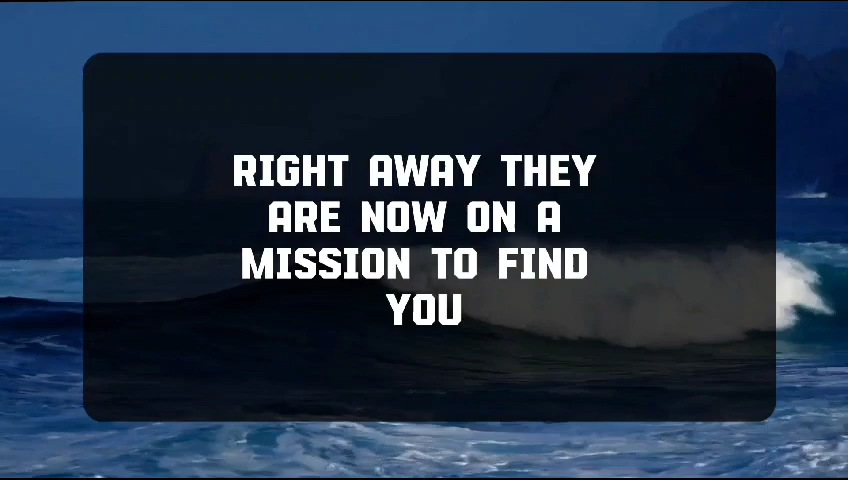 RIGHT AWAY THEY
ARE NOW ON A
MISSION TO FIND
YOU